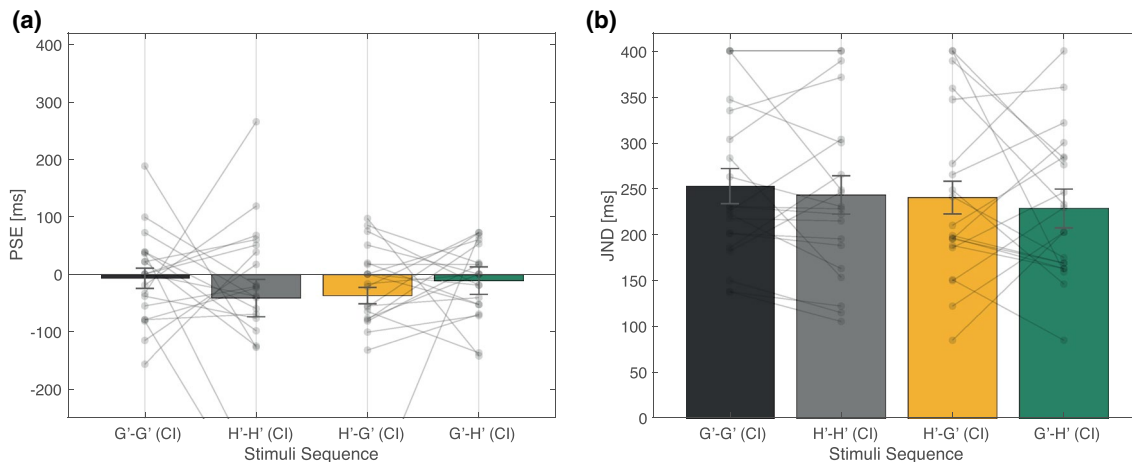 (a)
400
300
200
100
0
-100
-200
PSE [ms]
G'-G' (CI) H'-H' (CI) H'-G' (CI) G'-H' (CI)
Stimuli Sequence
(b)
400
350
300
250
200
150
100
50
0
JND [ms]
G'-G' (CI) H'-H' (CI) H'-G' (CI) G'-H' (CI)
Stimuli Sequence